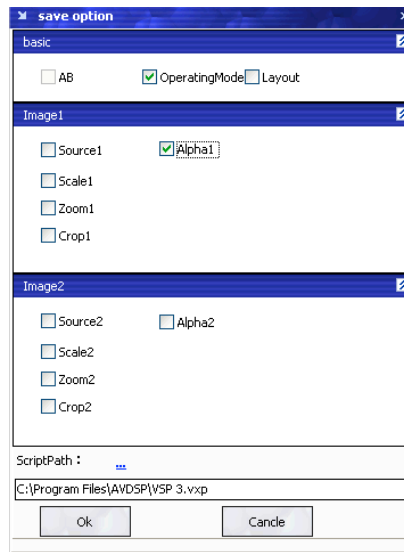 save option
basic
AB OperatingMode Layout
Image1
Source1 Alpha1
Scale1
Zoom1
Crop1
Image2
Source2 Alpha2
Scale2
Zoom2
Crop2
ScriptPath : ...
C:\Program Files\AVDSP\VSP 3.vxp
Ok Cancle